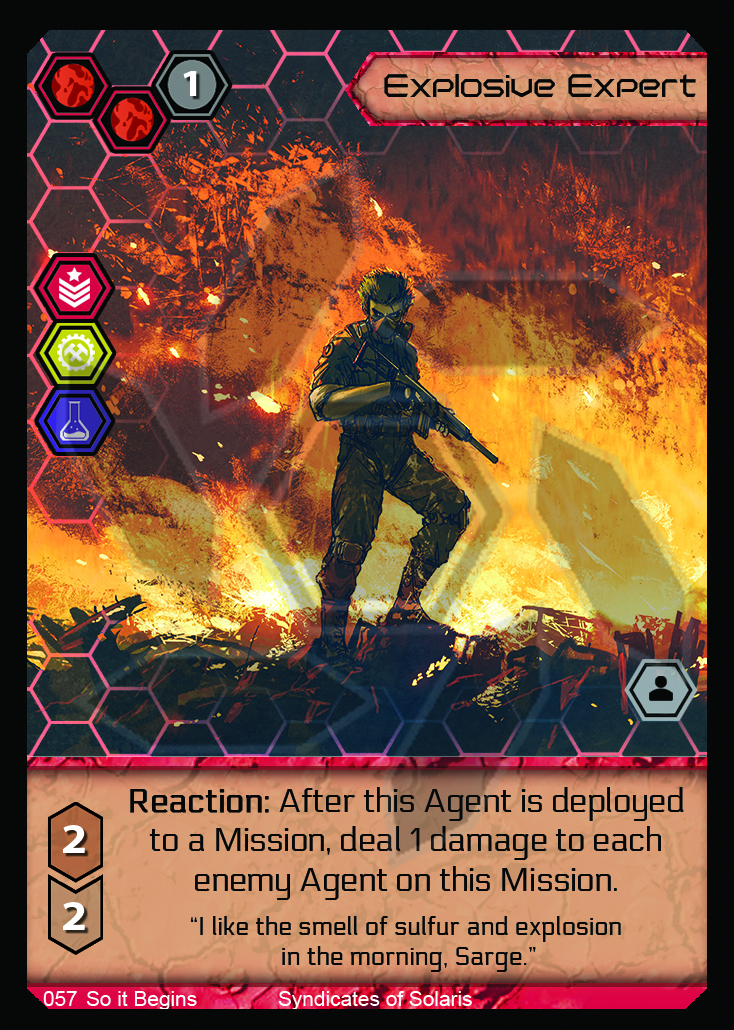 1
Explosive Expert
Reaction: After this Agent is deployed
to a Mission, deal 1 damage to each
enemy Agent on this Mission.
2
2
“I like the smell of sulfur and explosion
in the morning, Sarge.”
057 So it Begins
Syndicates of Solaris